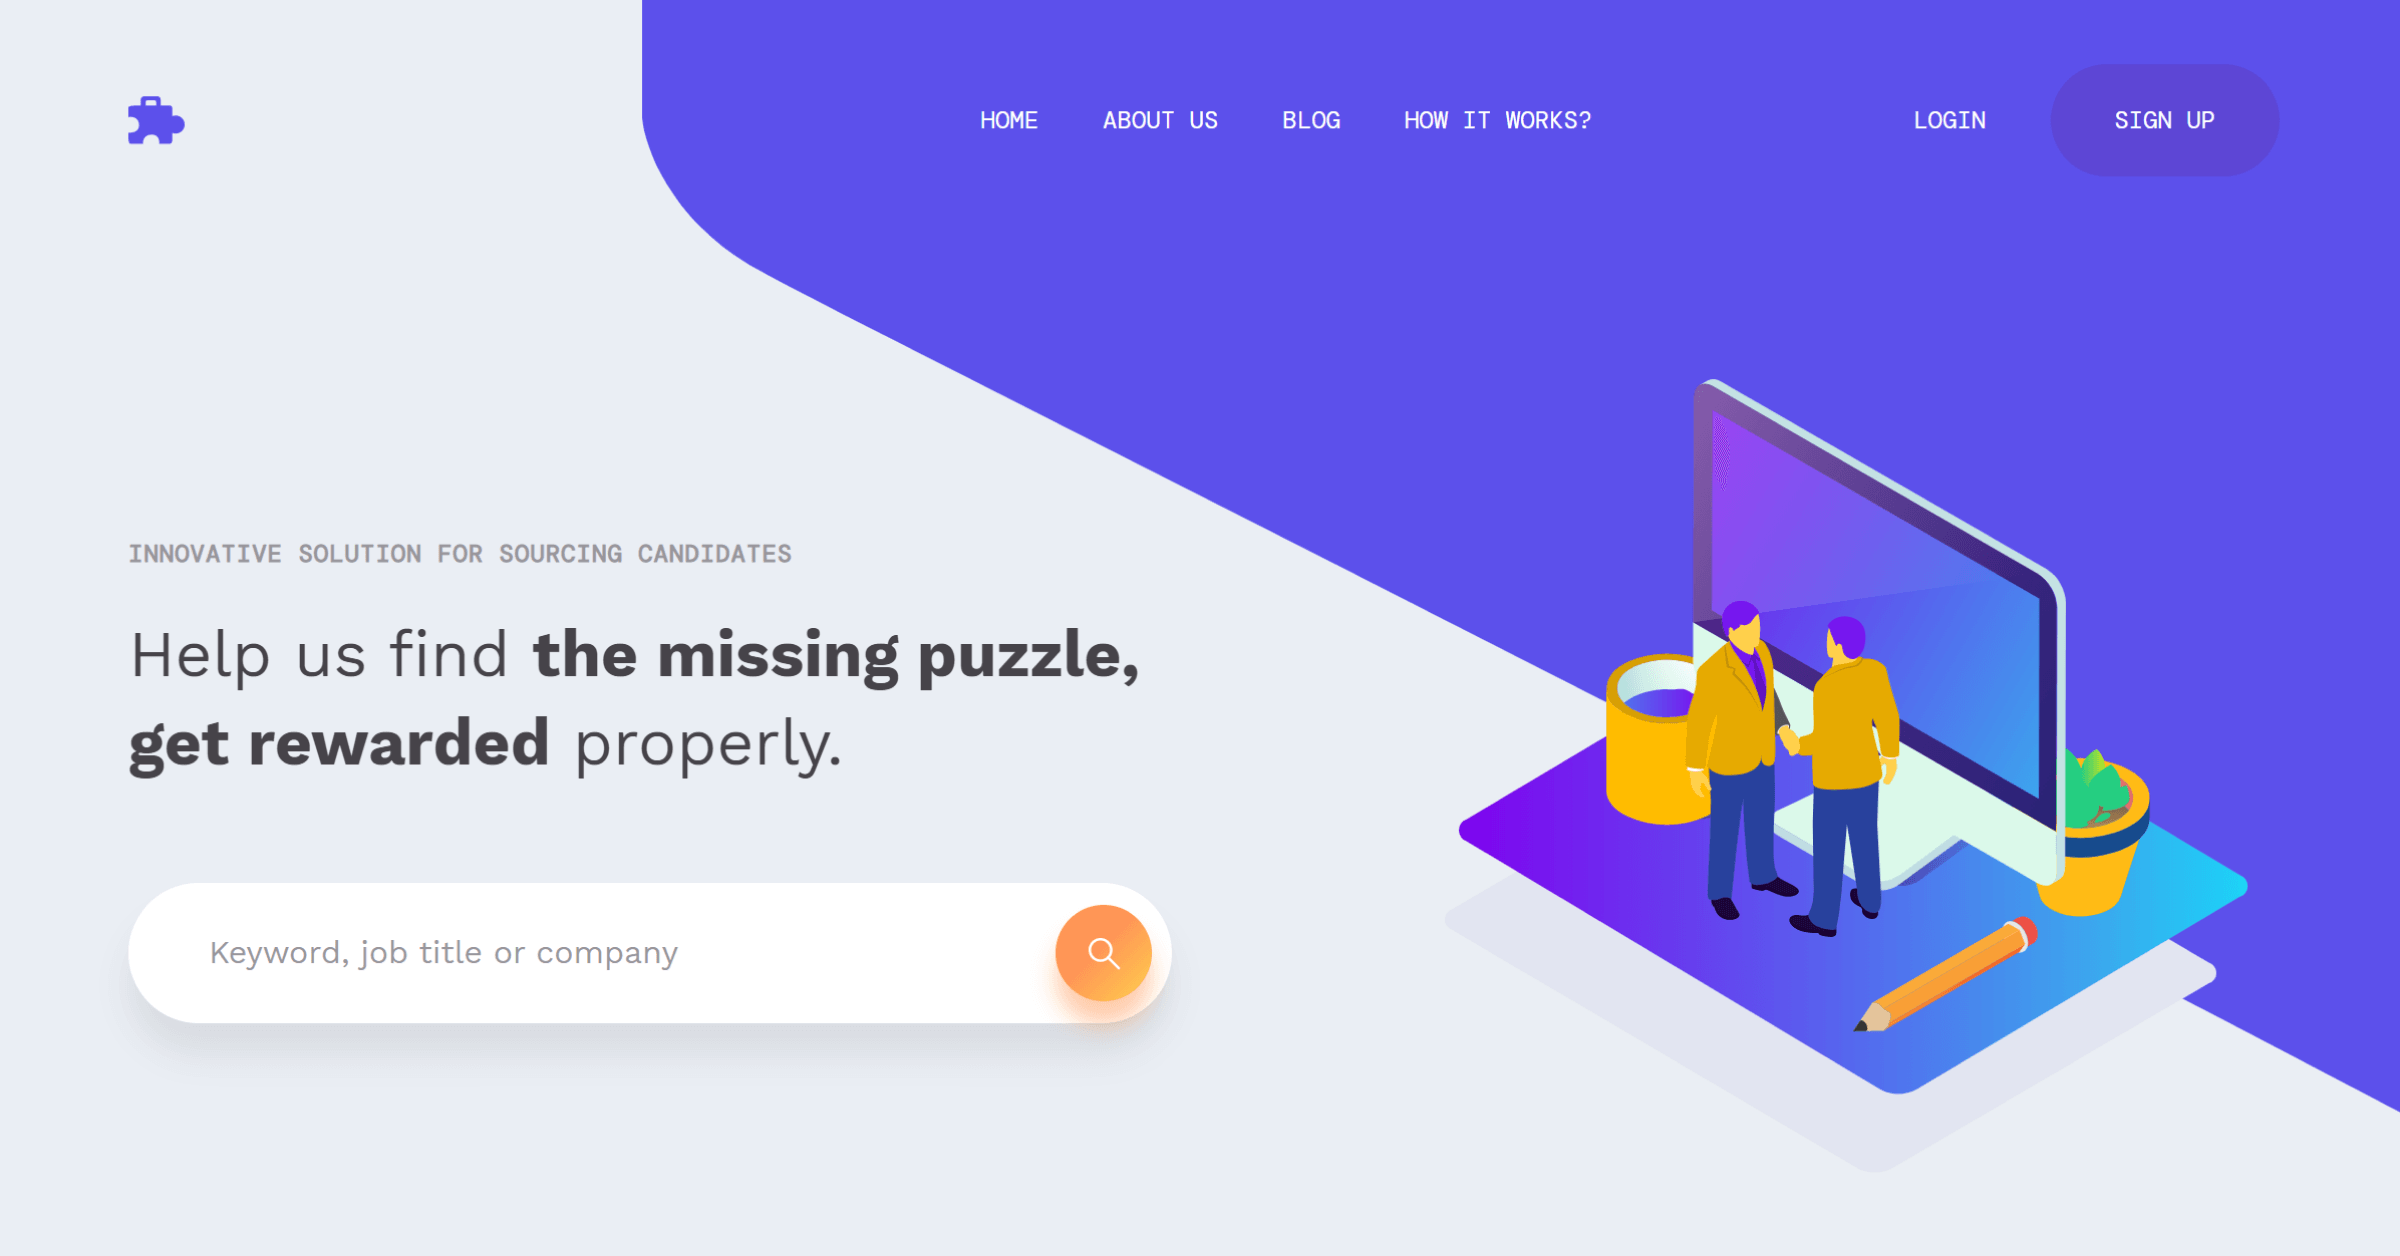 HOME ABOUT US BLOG HOW IT WORKS? LOGIN SIGN UP
INNOVATIVE SOLUTION FOR SOURCING CANDIDATES
Help us find the missing puzzle,
get rewarded properly.
Keyword, job title or company